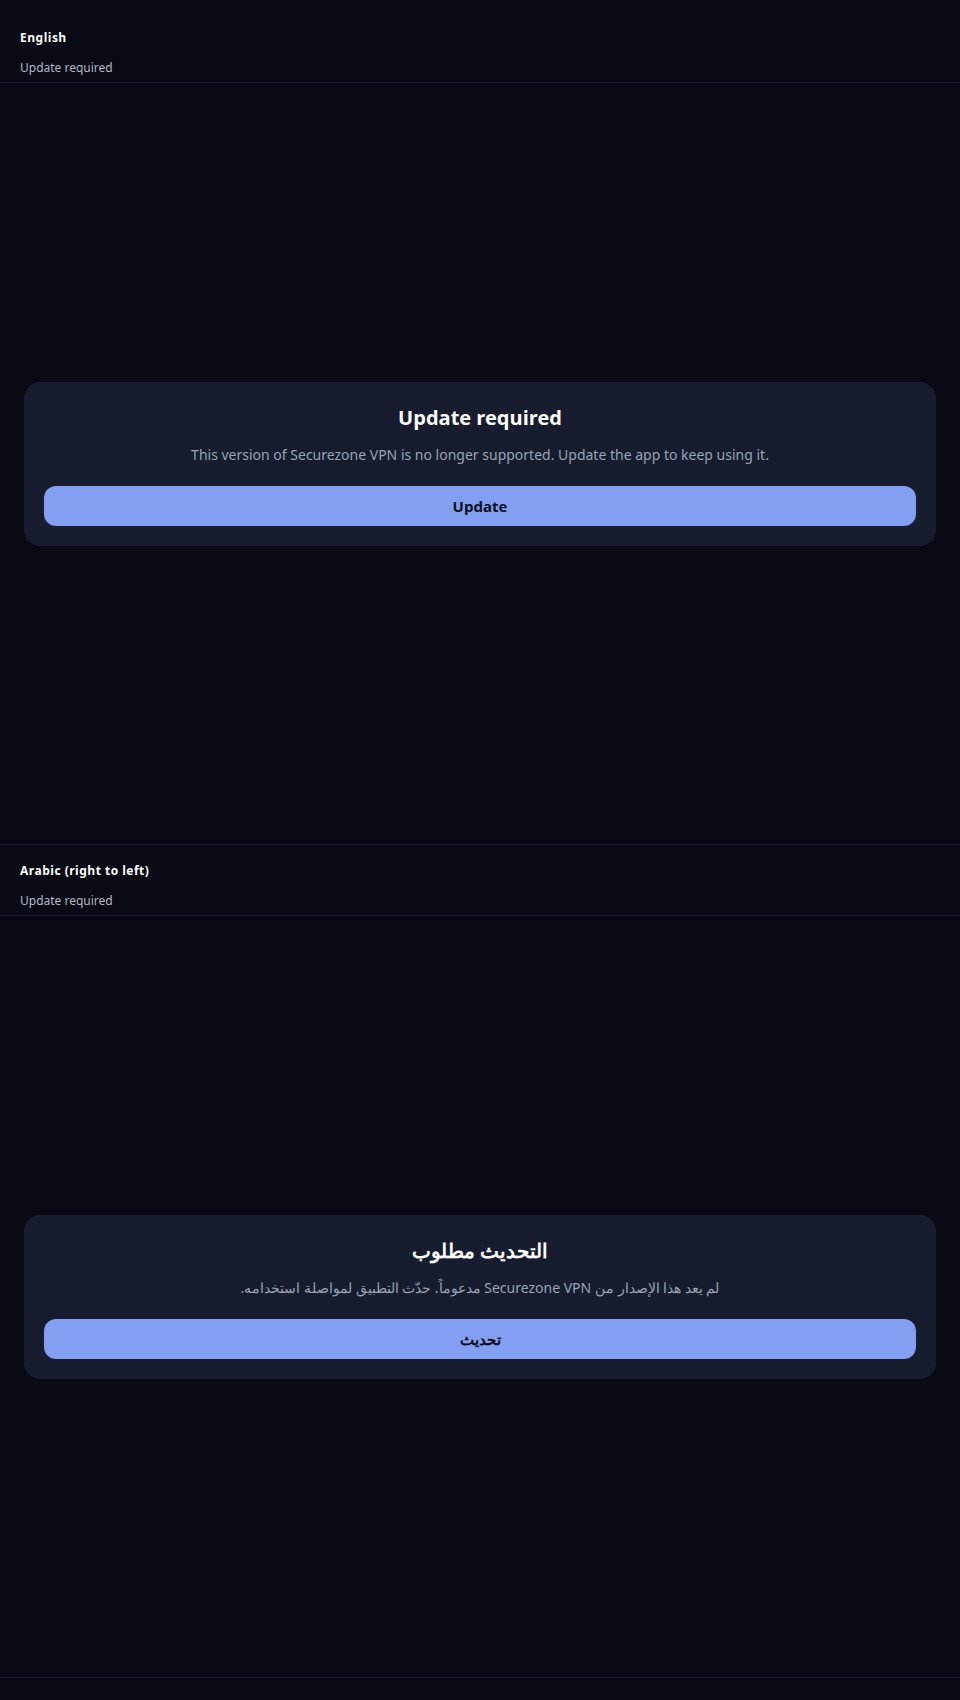 English
Update required
Update required
This version of Securezone VPN is no longer supported. Update the app to keep using it.
Update
Arabic (right to left)
Update required
التحديث مطلوب
لم يعد هذا الإصدار من Securezone VPN مدعوماً. حدّث التطبيق لمواصلة استخدامه.
تحديث